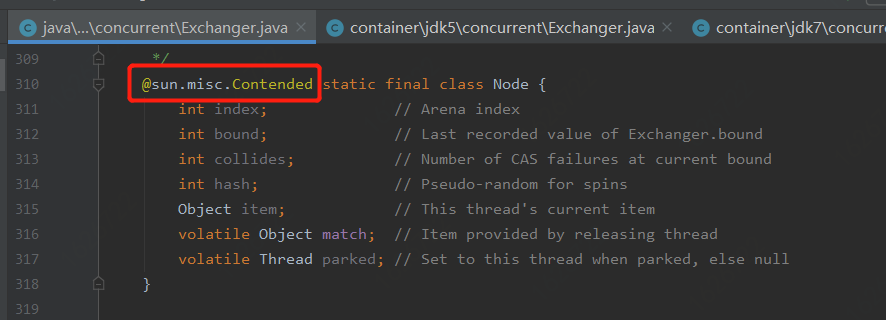 java\...\concurrent\Exchanger.java × container\jdk5\concurrent\Exchanger.java × container\jdk7\concurr
309 */
310 @sun.misc.Contended static final class Node {
311 int index; // Arena index
312 int bound; // Last recorded value of Exchanger.bound
313 int collides; // Number of CAS failures at current bound
314 int hash; // Pseudo-random for spins
315 Object item; // This thread's current item
316 volatile Object match; // Item provided by releasing thread
317 volatile Thread parked; // Set to this thread when parked, else null
318 }
319